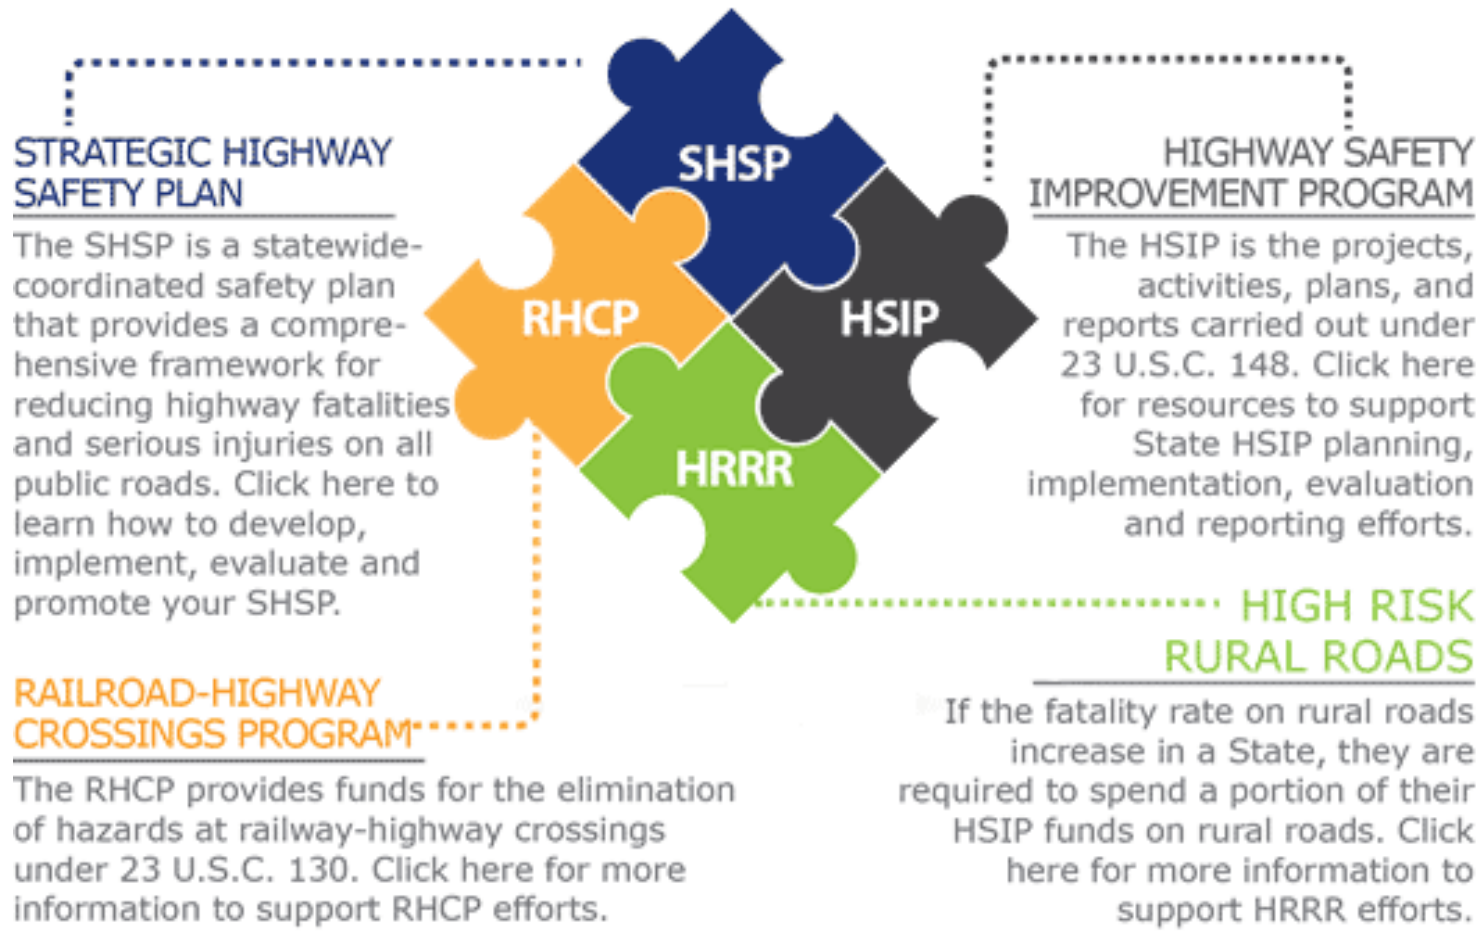 SHSP
RHCP
HSIP
HRRR
STRATEGIC HIGHWAY
SAFETY PLAN
The SHSP is a statewide-
coordinated safety plan
that provides a compre-
hensive framework for
reducing highway fatalities
and serious injuries on all
public roads. Click here to
learn how to develop,
implement, evaluate and
promote your SHSP.
HIGHWAY SAFETY
IMPROVEMENT PROGRAM
The HSIP is the projects,
activities, plans, and
reports carried out under
23 U.S.C. 148. Click here
for resources to support
State HSIP planning,
implementation, evaluation
and reporting efforts.
RAILROAD-HIGHWAY
CROSSINGS PROGRAM
The RHCP provides funds for the elimination
of hazards at railway-highway crossings
under 23 U.S.C. 130. Click here for more
information to support RHCP efforts.
HIGH RISK
RURAL ROADS
If the fatality rate on rural roads
increase in a State, they are
required to spend a portion of their
HSIP funds on rural roads. Click
here for more information to
support HRRR efforts.